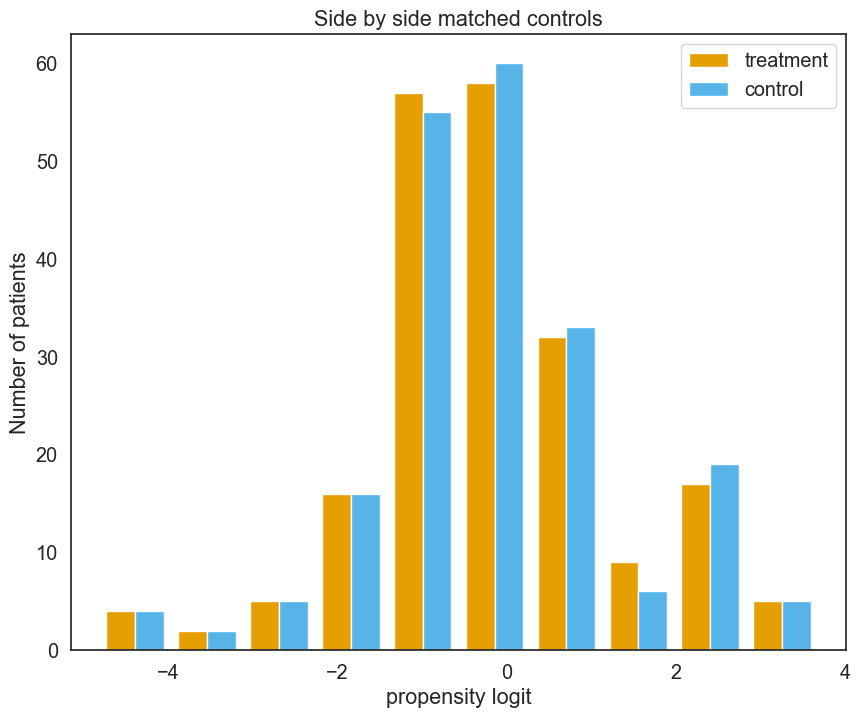 Side by side matched controls
treatment
control
Number of patients
60
50
40
30
20
10
0
−4
−2
0
2
4
propensity logit